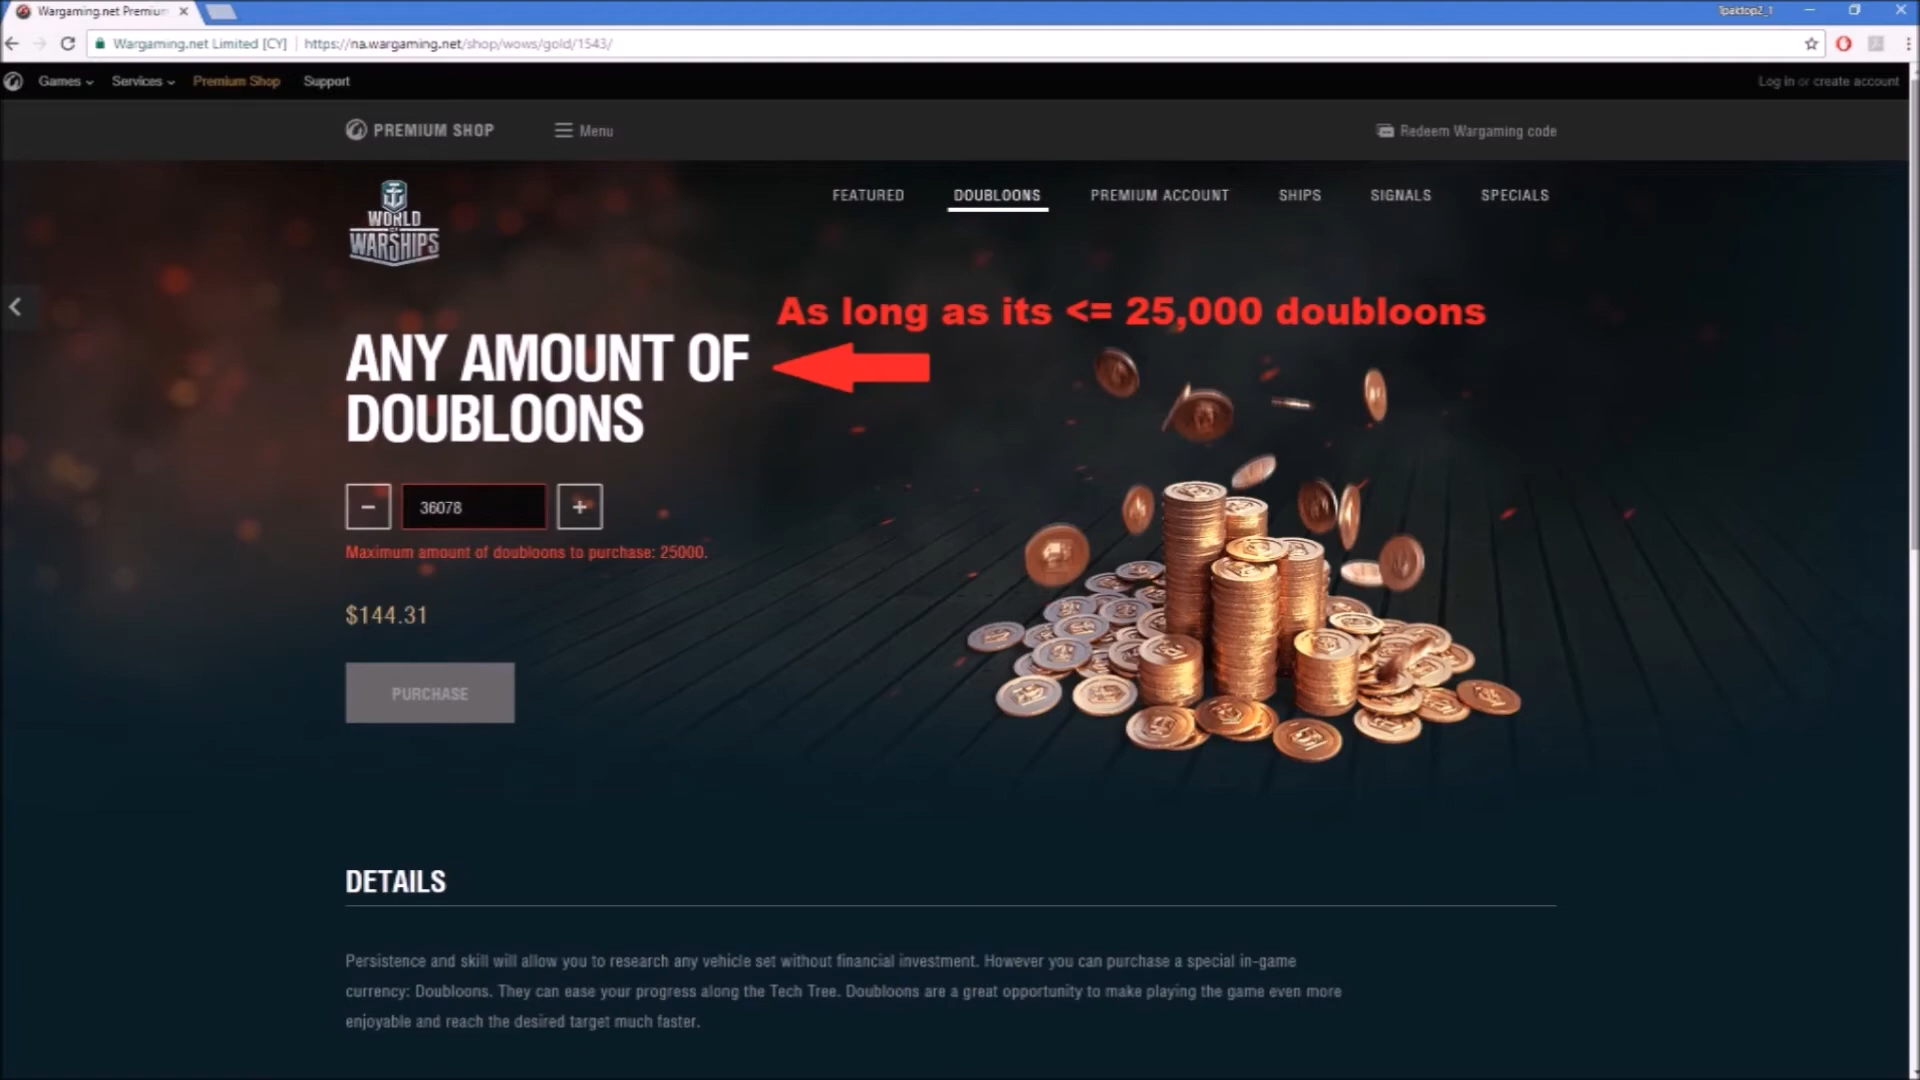 Wargaming.net Premium
Wargaming.net Limited [CY] https://na.wargaming.net/shop/wows/gold/1543/
Games Services Premium Shop Support Log in or create account
PREMIUM SHOP Menu Redeem Wargaming code
WORLD OF WARSHIPS
FEATURED DOUBLOONS PREMIUM ACCOUNT SHIPS SIGNALS SPECIALS
As long as its <= 25,000 doubloons
ANY AMOUNT OF
DOUBLOONS
− 36078 +
Maximum amount of doubloons to purchase: 25000.
$144.31
PURCHASE
DETAILS
Persistence and skill will allow you to research any vehicle set without financial investment. However you can purchase a special in-game
currency: Doubloons. They can ease your progress along the Tech Tree. Doubloons are a great opportunity to make playing the game even more
enjoyable and reach the desired target much faster.